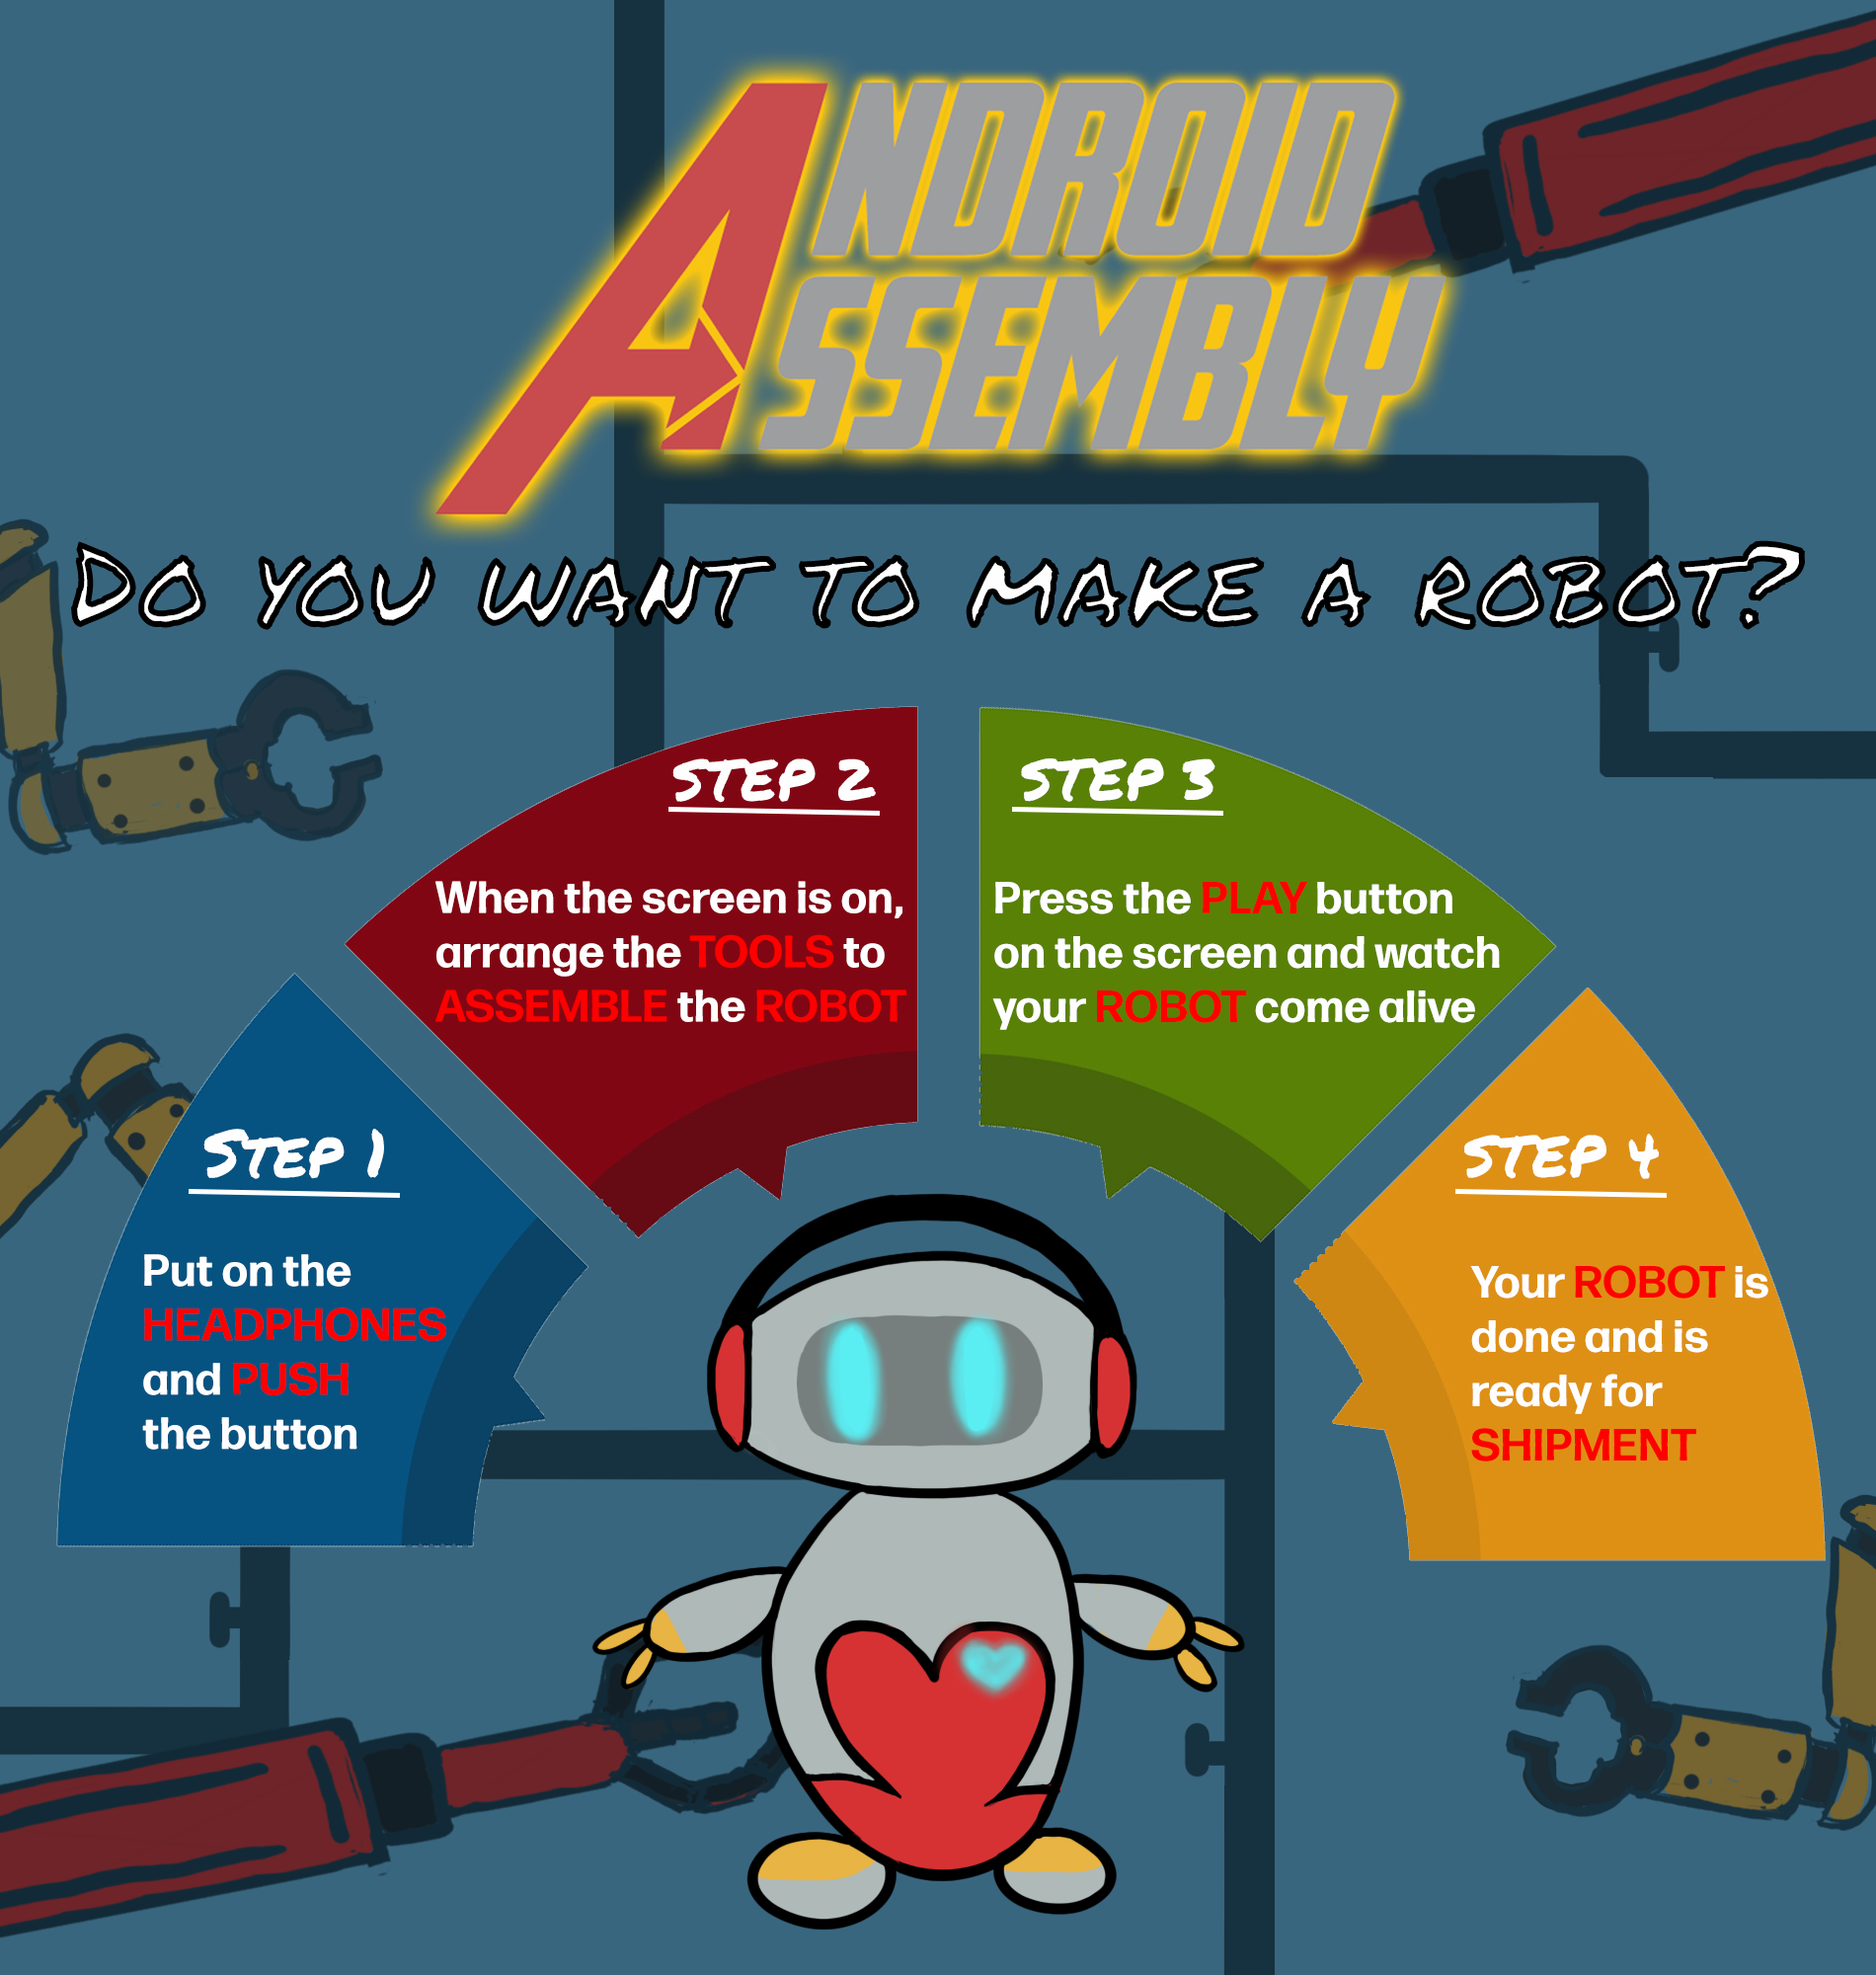 ANDROID
ASSEMBLY
DO YOU WANT TO MAKE A ROBOT?
STEP 1
Put on the
HEADPHONES
and PUSH
the button
STEP 2
When the screen is on,
arrange the TOOLS to
ASSEMBLE the ROBOT
STEP 3
Press the PLAY button
on the screen and watch
your ROBOT come alive
STEP 4
Your ROBOT is
done and is
ready for
SHIPMENT